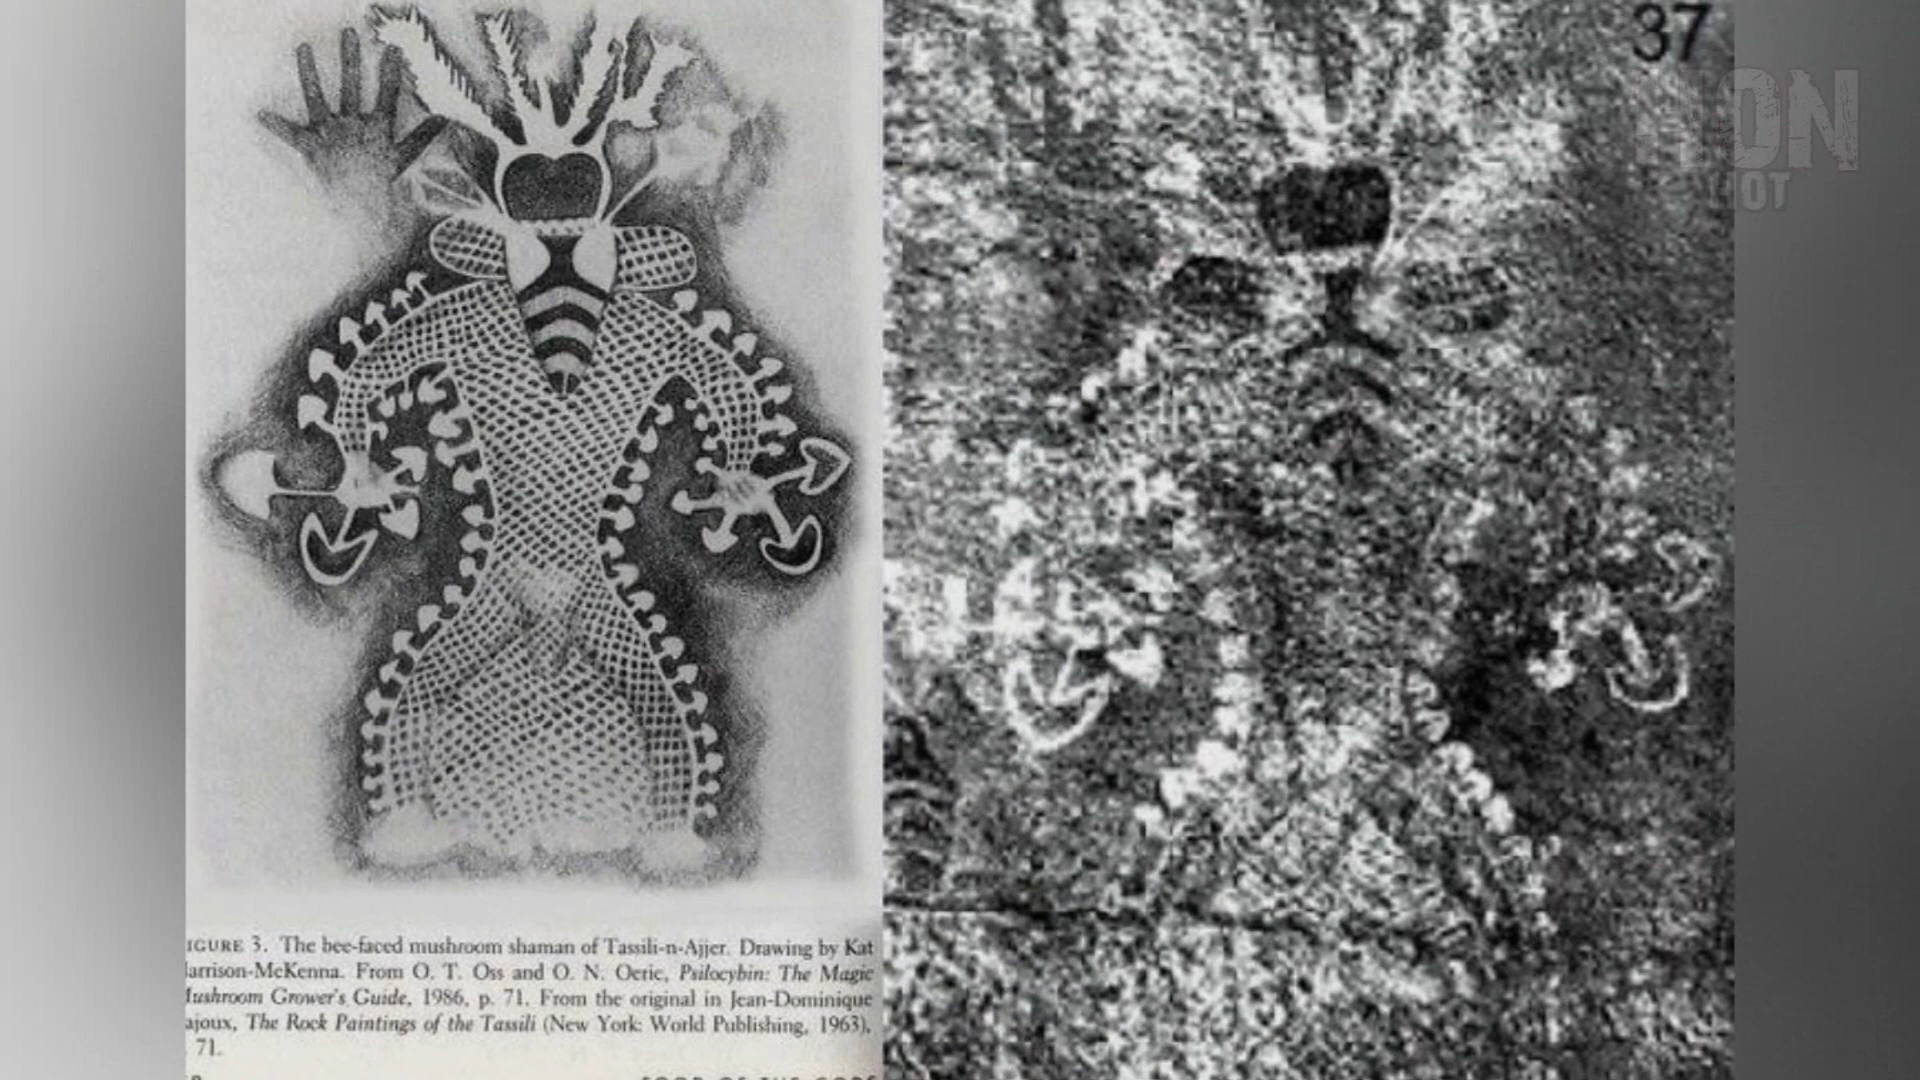 IGURE 3. The bee-faced mushroom shaman of Tassili-n-Ajjer. Drawing by Kat
arrison-McKenna. From O. T. Oss and O. N. Oeric, Psilocybin: The Magic
ushroom Grower's Guide, 1986, p. 71. From the original in Jean-Dominique
ajoux, The Rock Paintings of the Tassili (New York: World Publishing, 1963),
71.
37